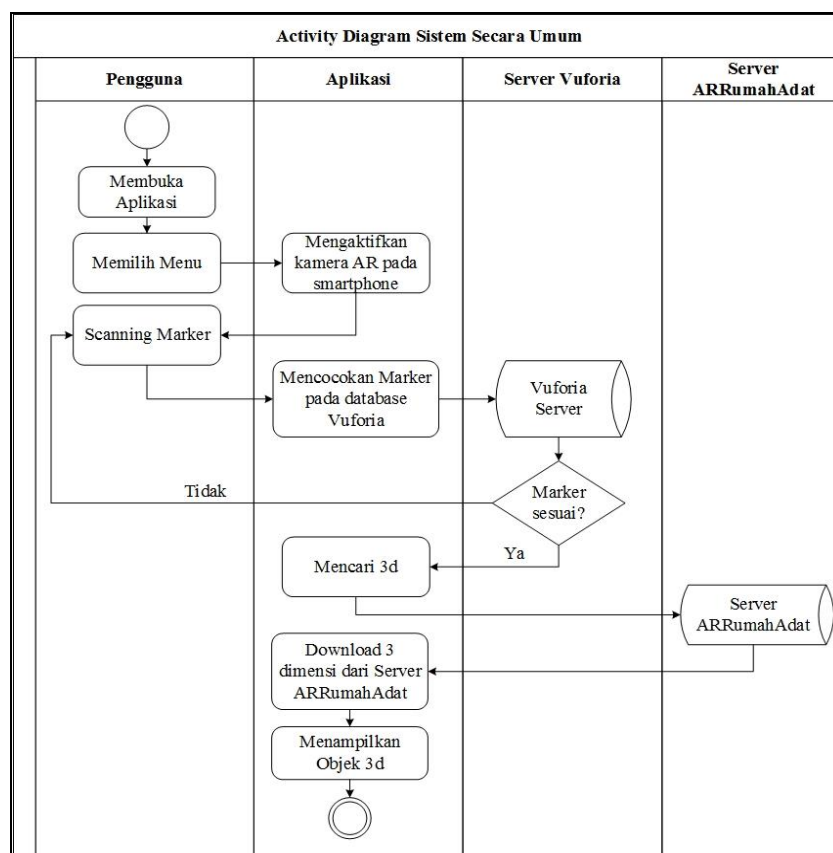 Activity Diagram Sistem Secara Umum
Pengguna
Aplikasi
Server Vuforia
Server
ARRumahAdat
Membuka
Aplikasi
Memilih Menu
Mengaktifkan
kamera AR pada
smartphone
Scanning Marker
Mencocokan Marker
pada database
Vuforia
Vuforia
Server
Tidak
Marker
sesuai?
Ya
Mencari 3d
Server
ARRumahAdat
Download 3
dimensi dari Server
ARRumahAdat
Menampilkan
Objek 3d